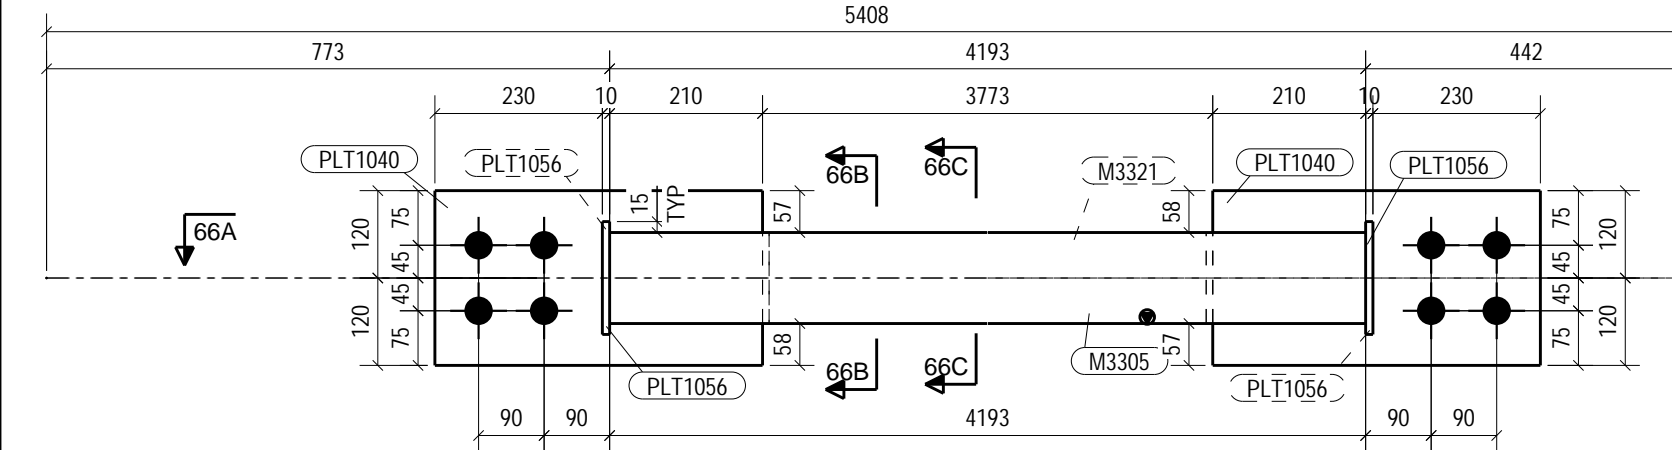 5408
773 4193 442
230 10 210 3773 210 10 230
PLT1040 PLT1056 66B 66C M3321 PLT1040 PLT1056
15 TYP 57 58
66A
120 75 45 45 75 120
75 120 45 45 120 75
58 57
66B 66C M3305
PLT1056 PLT1056
90 90 4193 90 90